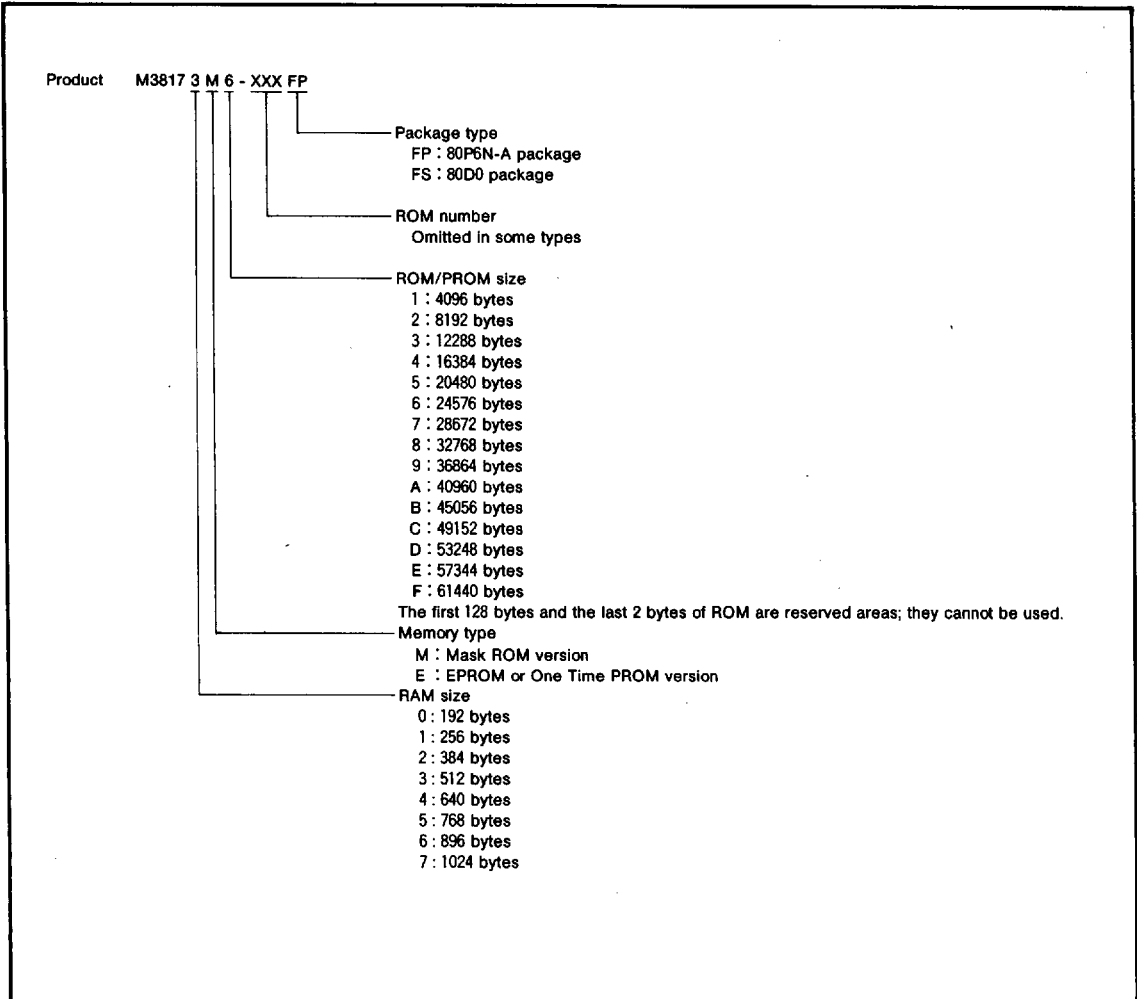 Product M3817 3 M 6 - XXX FP
Package type
FP : 80P6N-A package
FS : 80D0 package
ROM number
Omitted in some types
ROM/PROM size
1 : 4096 bytes
2 : 8192 bytes
3 : 12288 bytes
4 : 16384 bytes
5 : 20480 bytes
6 : 24576 bytes
7 : 28672 bytes
8 : 32768 bytes
9 : 36864 bytes
A : 40960 bytes
B : 45056 bytes
C : 49152 bytes
D : 53248 bytes
E : 57344 bytes
F : 61440 bytes
The first 128 bytes and the last 2 bytes of ROM are reserved areas; they cannot be used.
Memory type
M : Mask ROM version
E : EPROM or One Time PROM version
RAM size
0 : 192 bytes
1 : 256 bytes
2 : 384 bytes
3 : 512 bytes
4 : 640 bytes
5 : 768 bytes
6 : 896 bytes
7 : 1024 bytes